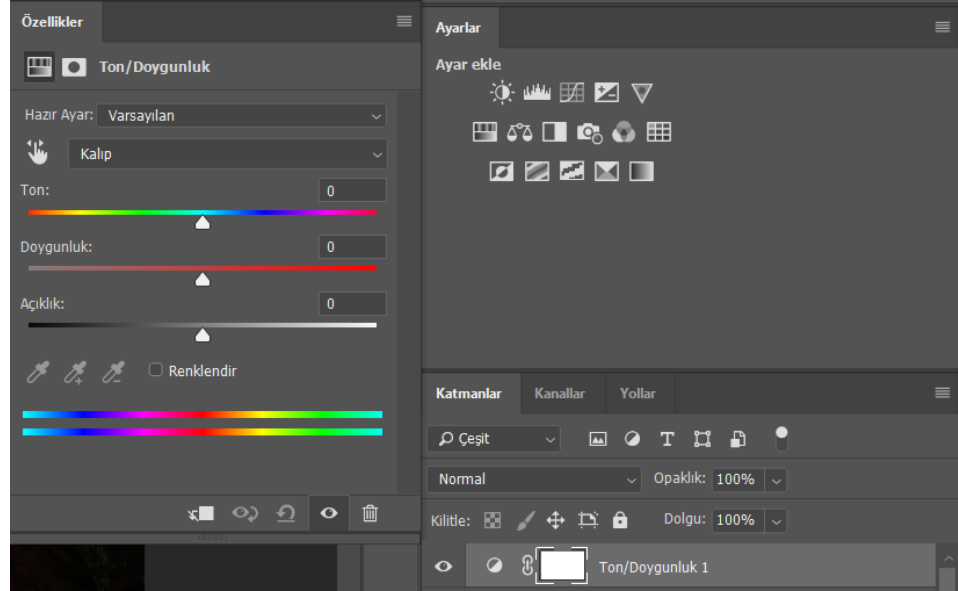 Özellikler
Ton/Doygunluk
Hazır Ayar: Varsayılan
Kalıp
Ton: 0
Doygunluk: 0
Açıklık: 0
Renklendir
Ayarlar
Ayar ekle
Katmanlar Kanallar Yollar
Çeşit
T
Normal Opaklık: 100%
Kilitle: Dolgu: 100%
Ton/Doygunluk 1